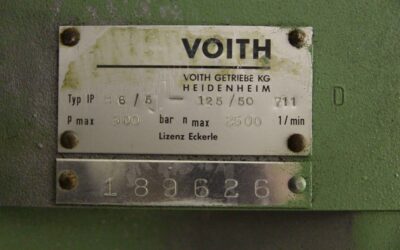 VOITH
VOITH GETRIEBE KG
HEIDENHEIM
Typ IP 6/5 – 125/50 711
P max bar n max 2500 1/min
Lizenz Eckerle
D
189626